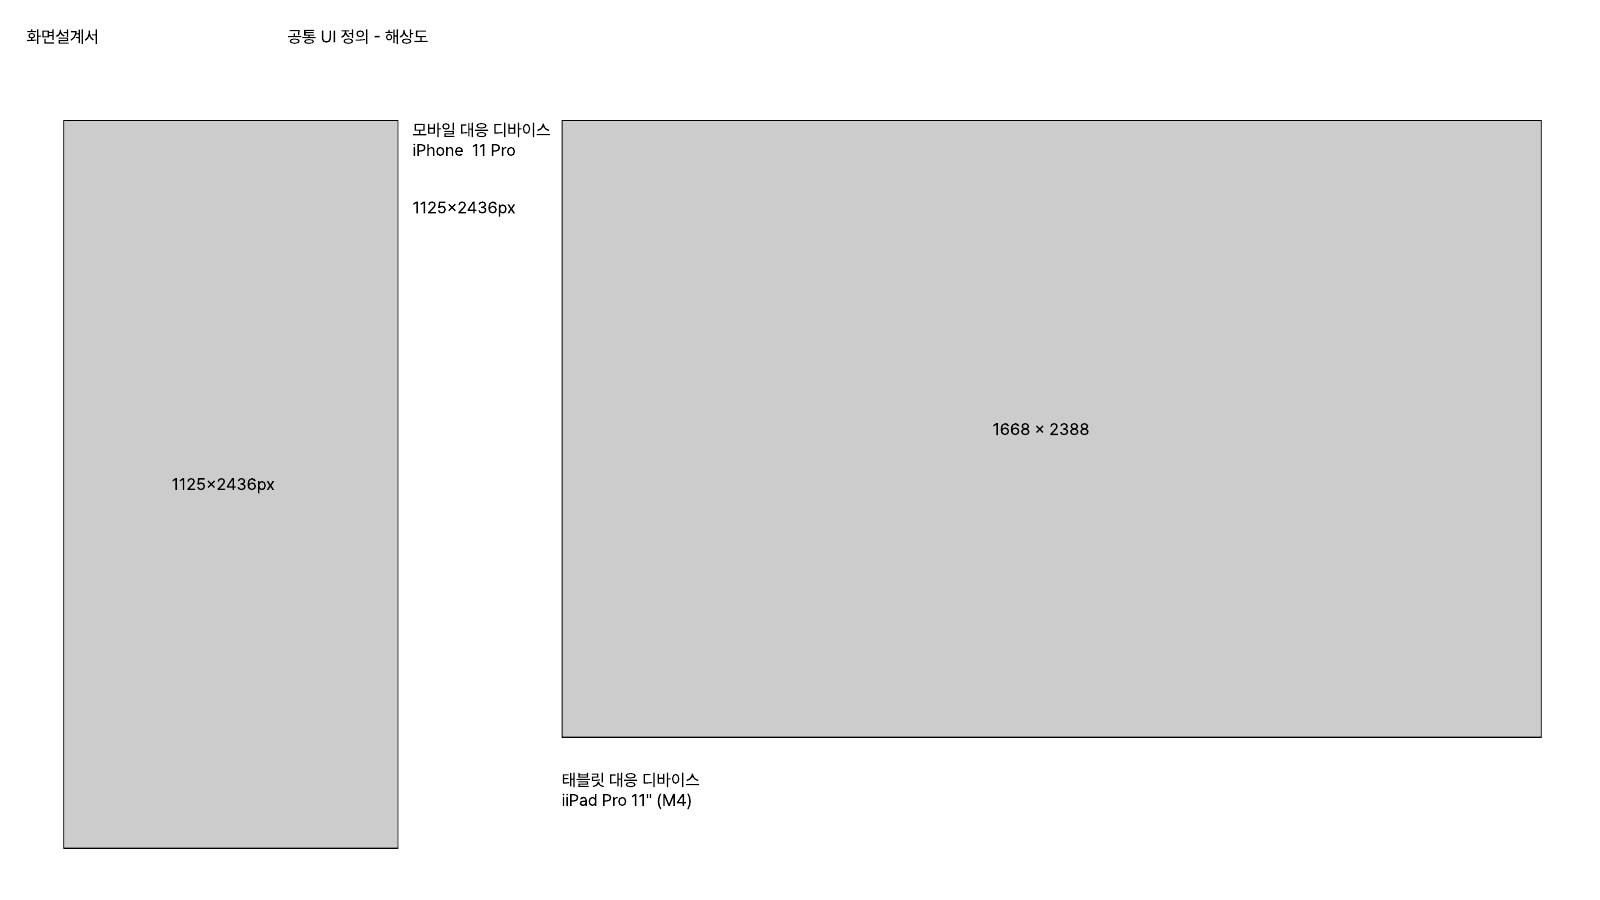 화면설계서
공통 UI 정의 - 해상도
모바일 대응 디바이스
iPhone  11 Pro
1125×2436px
1125×2436px
1668 × 2388
태블릿 대응 디바이스
iiPad Pro 11" (M4)